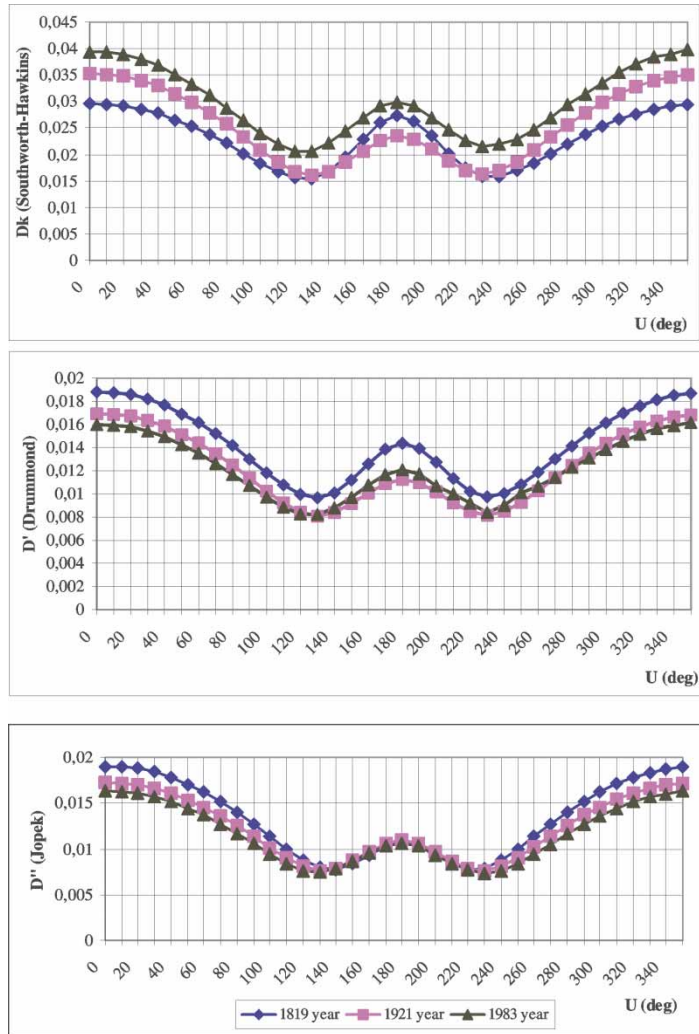 0,045
0,04
0,035
0,03
0,025
0,02
0,015
0,01
0,005
0
Dk (Southworth-Hawkins)
0 20 40 60 80 100 120 140 160 180 200 220 240 260 280 300 320 340
U (deg)
0,02
0,018
0,016
0,014
0,012
0,01
0,008
0,006
0,004
0,002
0
D' (Drummond)
0 20 40 60 80 100 120 140 160 180 200 220 240 260 280 300 320 340
U (deg)
0,02
0,015
0,01
0,005
0
D" (Jopek)
0 20 40 60 80 100 120 140 160 180 200 220 240 260 280 300 320 340
U (deg)
1819 year 1921 year 1983 year